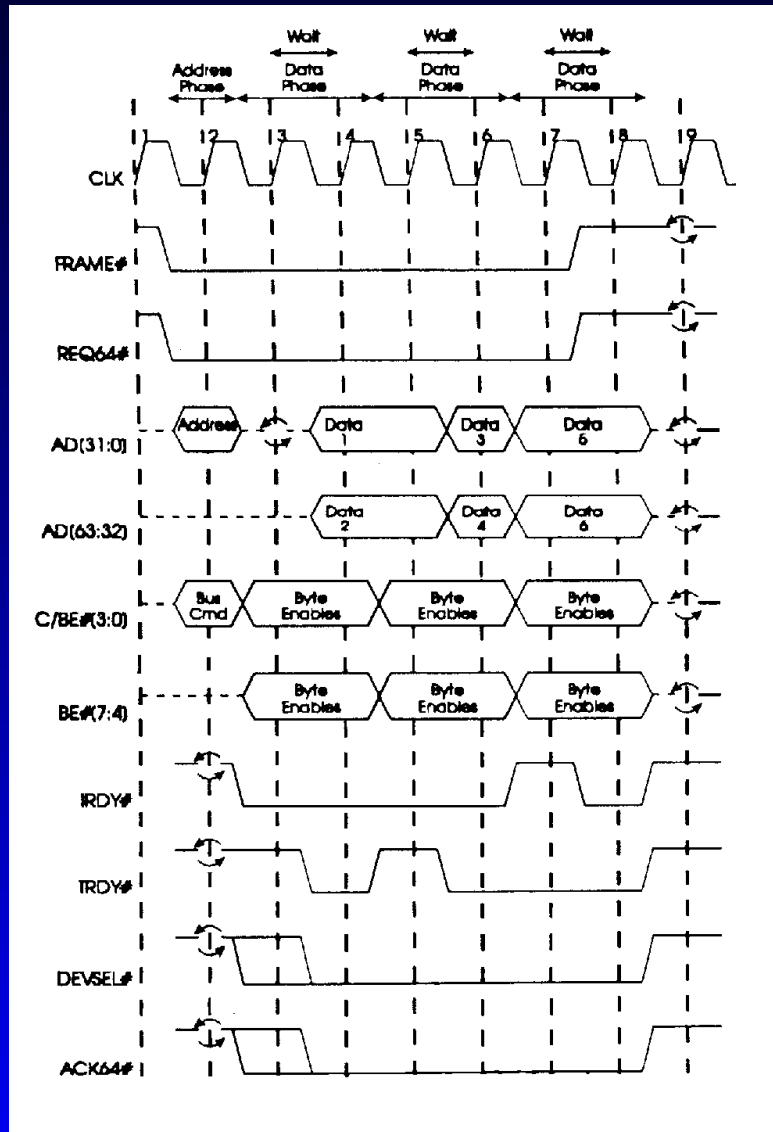 Wait Wait Wait
Address Phase Data Phase Data Phase Data Phase
1 2 3 4 5 6 7 8 9
CLK
FRAME#
REQ64#
AD(31:0) Address Data 1 Data 3 Data 5
AD(63:32) Data 2 Data 4 Data 6
C/BE#(3:0) Bus Cmd Byte Enables Byte Enables Byte Enables
BE#(7:4) Byte Enables Byte Enables Byte Enables
IRDY#
TRDY#
DEVSEL#
ACK64#